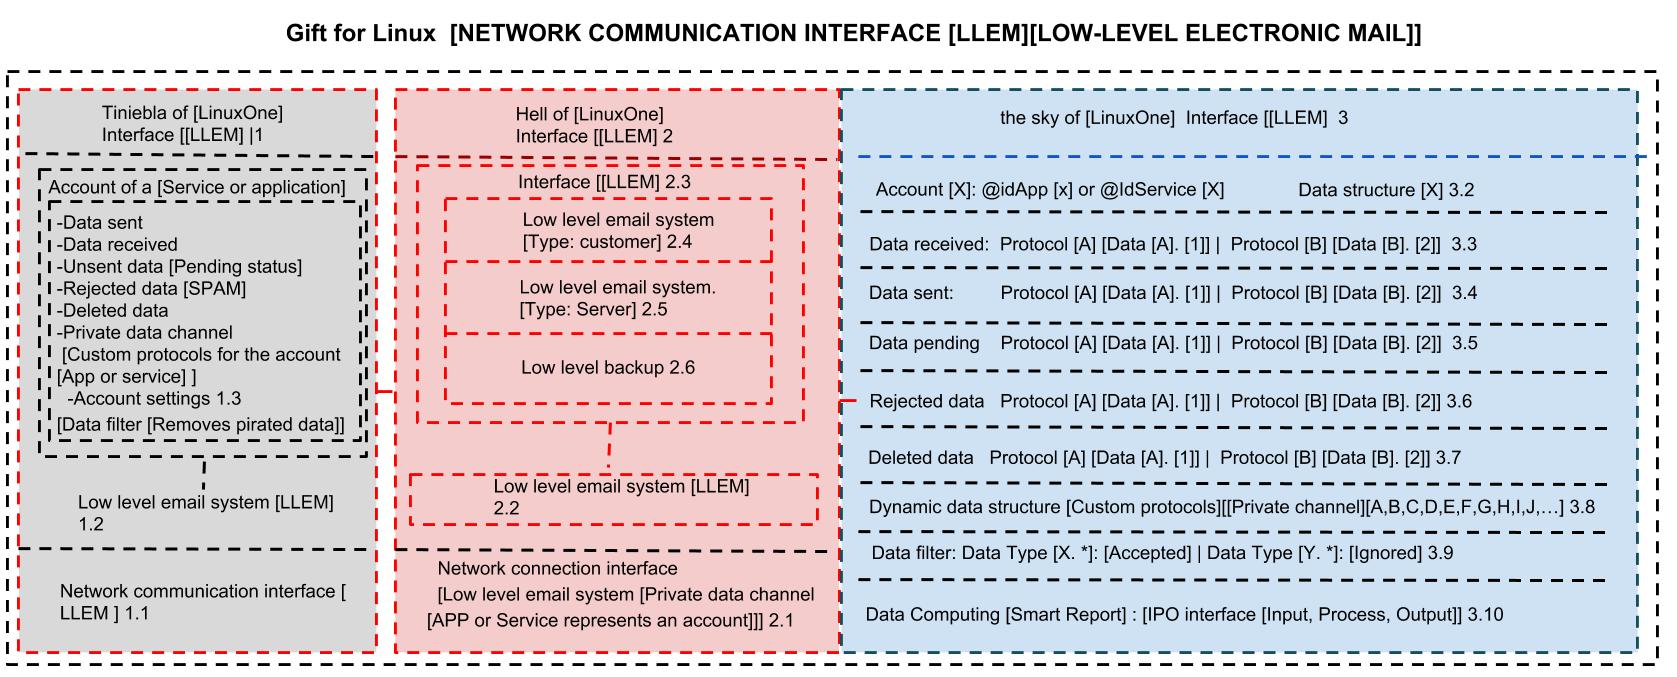 Gift for Linux  [NETWORK COMMUNICATION INTERFACE [LLEM][LOW-LEVEL ELECTRONIC MAIL]]
Tiniebla of [LinuxOne]
Interface [[LLEM] |1
Account of a [Service or application]
-Data sent
-Data received
-Unsent data [Pending status]
-Rejected data [SPAM]
-Deleted data
-Private data channel
[Custom protocols for the account
[App or service] ]
-Account settings 1.3
[Data filter [Removes pirated data]]
Low level email system [LLEM]
1.2
Network communication interface [
LLEM ] 1.1
Hell of [LinuxOne]
Interface [[LLEM] 2
Interface [[LLEM] 2.3
Low level email system
[Type: customer] 2.4
Low level email system.
[Type: Server] 2.5
Low level backup 2.6
Low level email system [LLEM]
2.2
Network connection interface
[Low level email system [Private data channel
[APP or Service represents an account]]] 2.1
the sky of [LinuxOne]  Interface [[LLEM]  3
Account [X]: @idApp [x] or @IdService [X]  Data structure [X] 3.2
Data received:  Protocol [A] [Data [A]. [1]] |  Protocol [B] [Data [B]. [2]]  3.3
Data sent:  Protocol [A] [Data [A]. [1]] |  Protocol [B] [Data [B]. [2]]  3.4
Data pending  Protocol [A] [Data [A]. [1]] |  Protocol [B] [Data [B]. [2]]  3.5
Rejected data  Protocol [A] [Data [A]. [1]] |  Protocol [B] [Data [B]. [2]] 3.6
Deleted data  Protocol [A] [Data [A]. [1]] |  Protocol [B] [Data [B]. [2]] 3.7
Dynamic data structure [Custom protocols][[Private channel][A,B,C,D,E,F,G,H,I,J,…] 3.8
Data filter: Data Type [X. *]: [Accepted] | Data Type [Y. *]: [Ignored] 3.9
Data Computing [Smart Report] : [IPO interface [Input, Process, Output]] 3.10